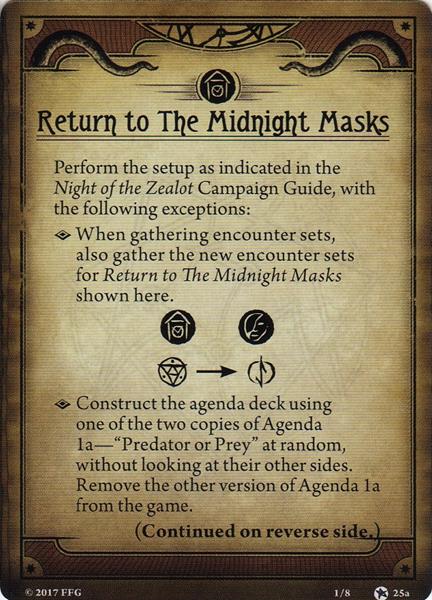 Return to The Midnight Masks
Perform the setup as indicated in the
Night of the Zealot Campaign Guide, with
the following exceptions:
When gathering encounter sets,
also gather the new encounter sets
for Return to The Midnight Masks
shown here.
Construct the agenda deck using
one of the two copies of Agenda
1a—“Predator or Prey” at random,
without looking at their other sides.
Remove the other version of Agenda 1a
from the game.
(Continued on reverse side.)
© 2017 FFG 1/8 25a